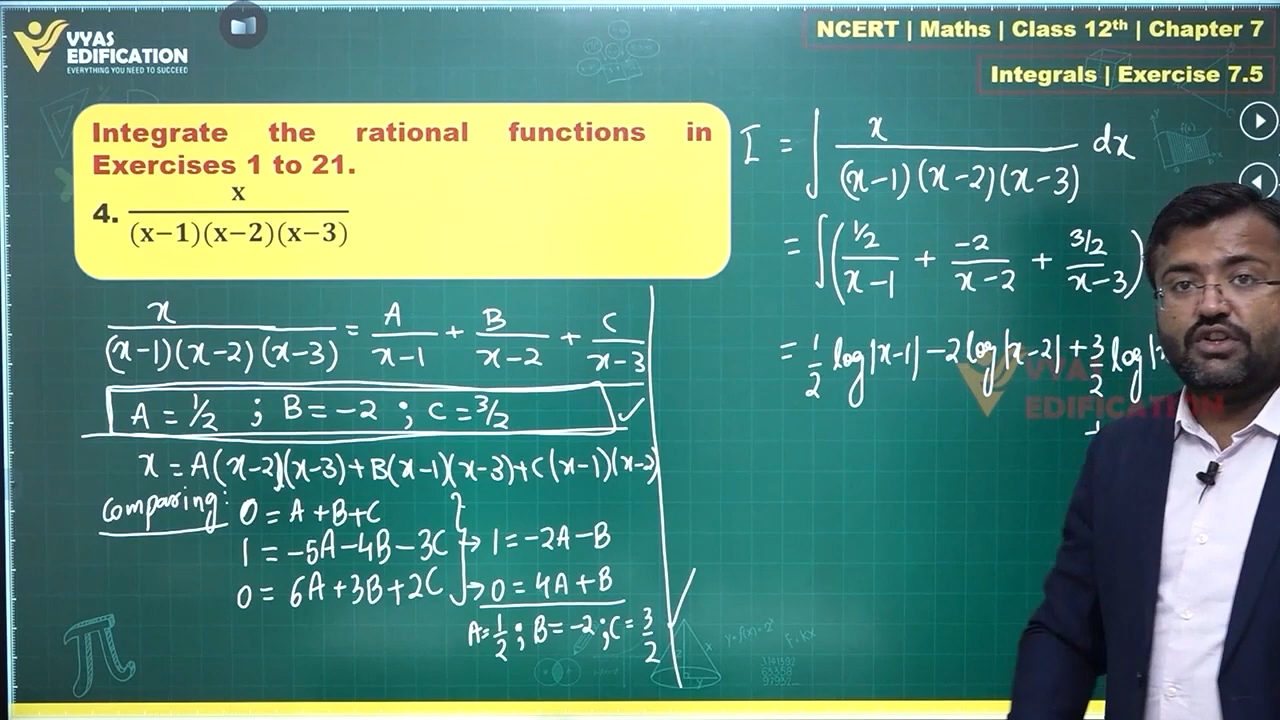 VYAS
EDIFICATION
EVERYTHING YOU NEED TO SUCCEED
NCERT | Maths | Class 12th | Chapter 7
Integrals | Exercise 7.5
Integrate the rational functions in
Exercises 1 to 21.
4. x/((x−1)(x−2)(x−3))
x/((x-1)(x-2)(x-3)) = A/(x-1) + B/(x-2) + C/(x-3)
A = 1/2 ; B = -2 ; C = 3/2
x = A(x-2)(x-3)+B(x-1)(x-3)+C(x-1)(x-2)
Comparing: 0 = A+B+C
1 = -5A-4B-3C → 1 = -2A-B
0 = 6A+3B+2C → 0 = 4A+B
A = 1/2 ; B = -2 ; C = 3/2
I = ∫ x/((x-1)(x-2)(x-3)) dx
= ∫( (1/2)/(x-1) + (-2)/(x-2) + (3/2)/(x-3) )
= 1/2 log|x-1| - 2log|x-2| + 3/2 log|x
VYAS
EDIFICATION